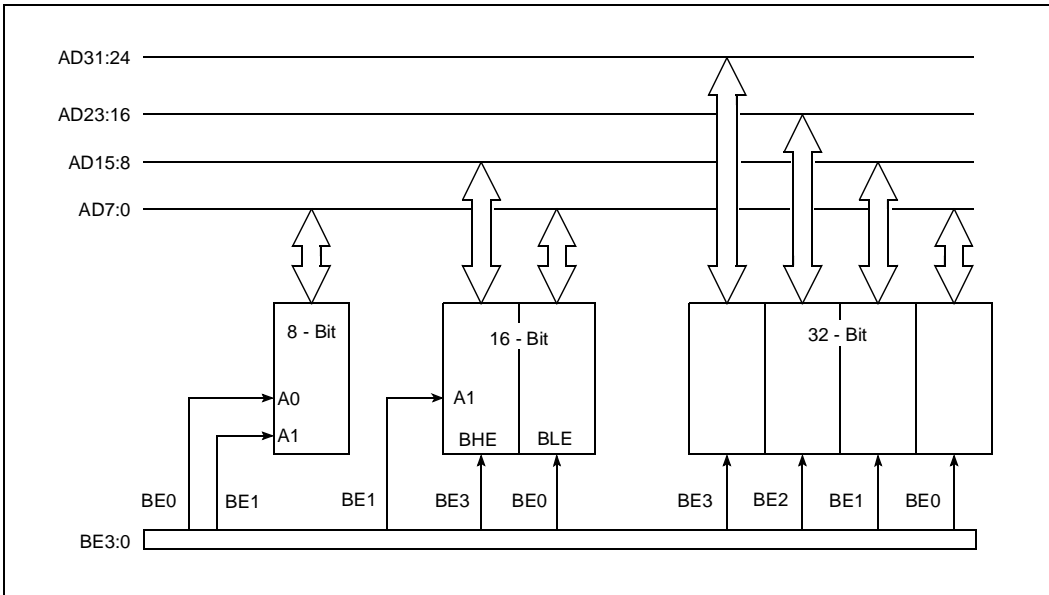 AD31:24
AD23:16
AD15:8
AD7:0
8 - Bit
16 - Bit
32 - Bit
A0
A1
A1
BHE
BLE
BE0
BE1
BE1
BE3
BE0
BE3
BE2
BE1
BE0
BE3:0